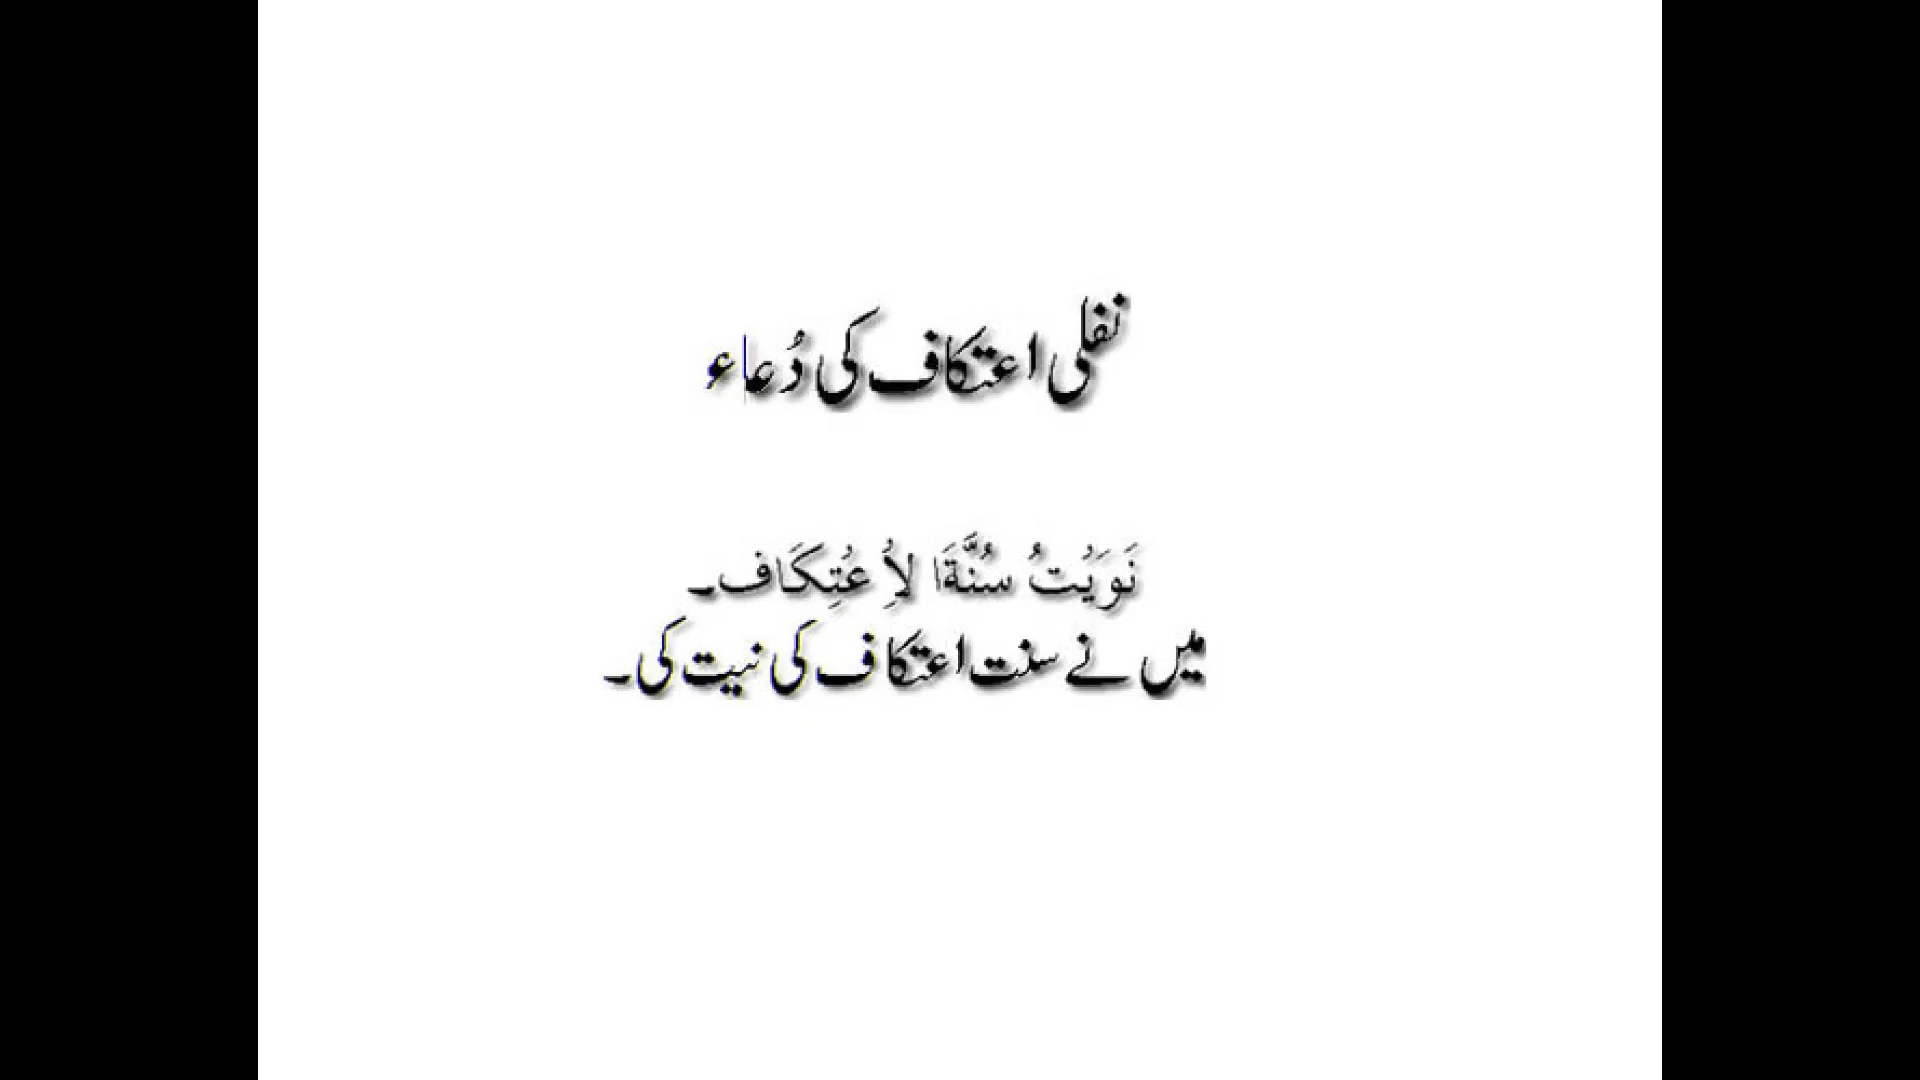 نفلی اعتکاف کی دُعاء
نَوَیْتُ سُنَّةَ الْاِعْتِکَاف۔
میں نے سنت اعتکاف کی نیت کی۔